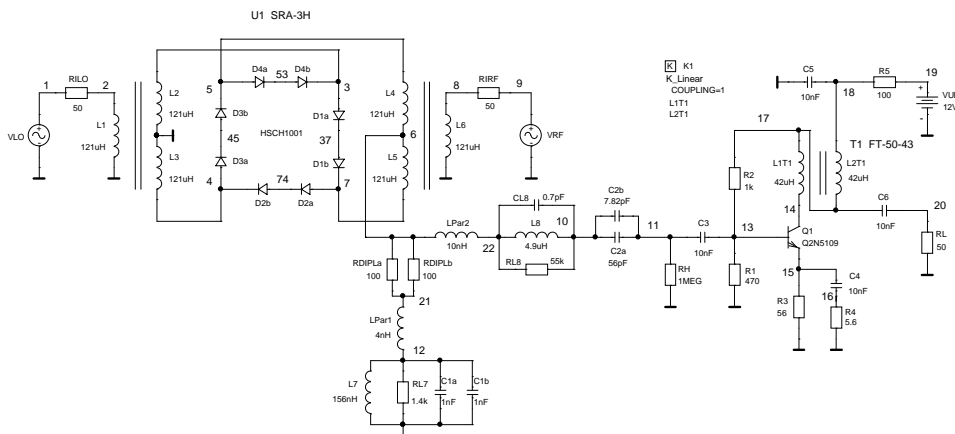 U1 SRA-3H
1
RILO
50
2
VLO
L1
121uH
L2
121uH
L3
121uH
5
D4a
53
D4b
3
D3b
45
HSCH1001
D1a
37
D3a
D1b
4
74
7
D2b
D2a
L4
121uH
6
L5
121uH
8
RIRF
50
9
L6
121uH
VRF
K K1
K_Linear
COUPLING=1
L1T1
L2T1
C5
10nF
18
R5
100
19
+
-
12V
17
T1 FT-50-43
R2
1k
L1T1
42uH
L2T1
42uH
14
C6
10nF
20
RL
50
LPar2
10nH
22
CL8
0.7pF
L8
10
4.9uH
RL8
55k
C2b
7.82pF
C2a
56pF
11
C3
10nF
13
Q1
Q2N5109
RH
1MEG
R1
470
15
C4
10nF
16
R3
56
R4
5.6
RDIPLa
100
RDIPLb
100
21
LPar1
4nH
12
L7
156nH
RL7
1.4k
C1a
1nF
C1b
1nF